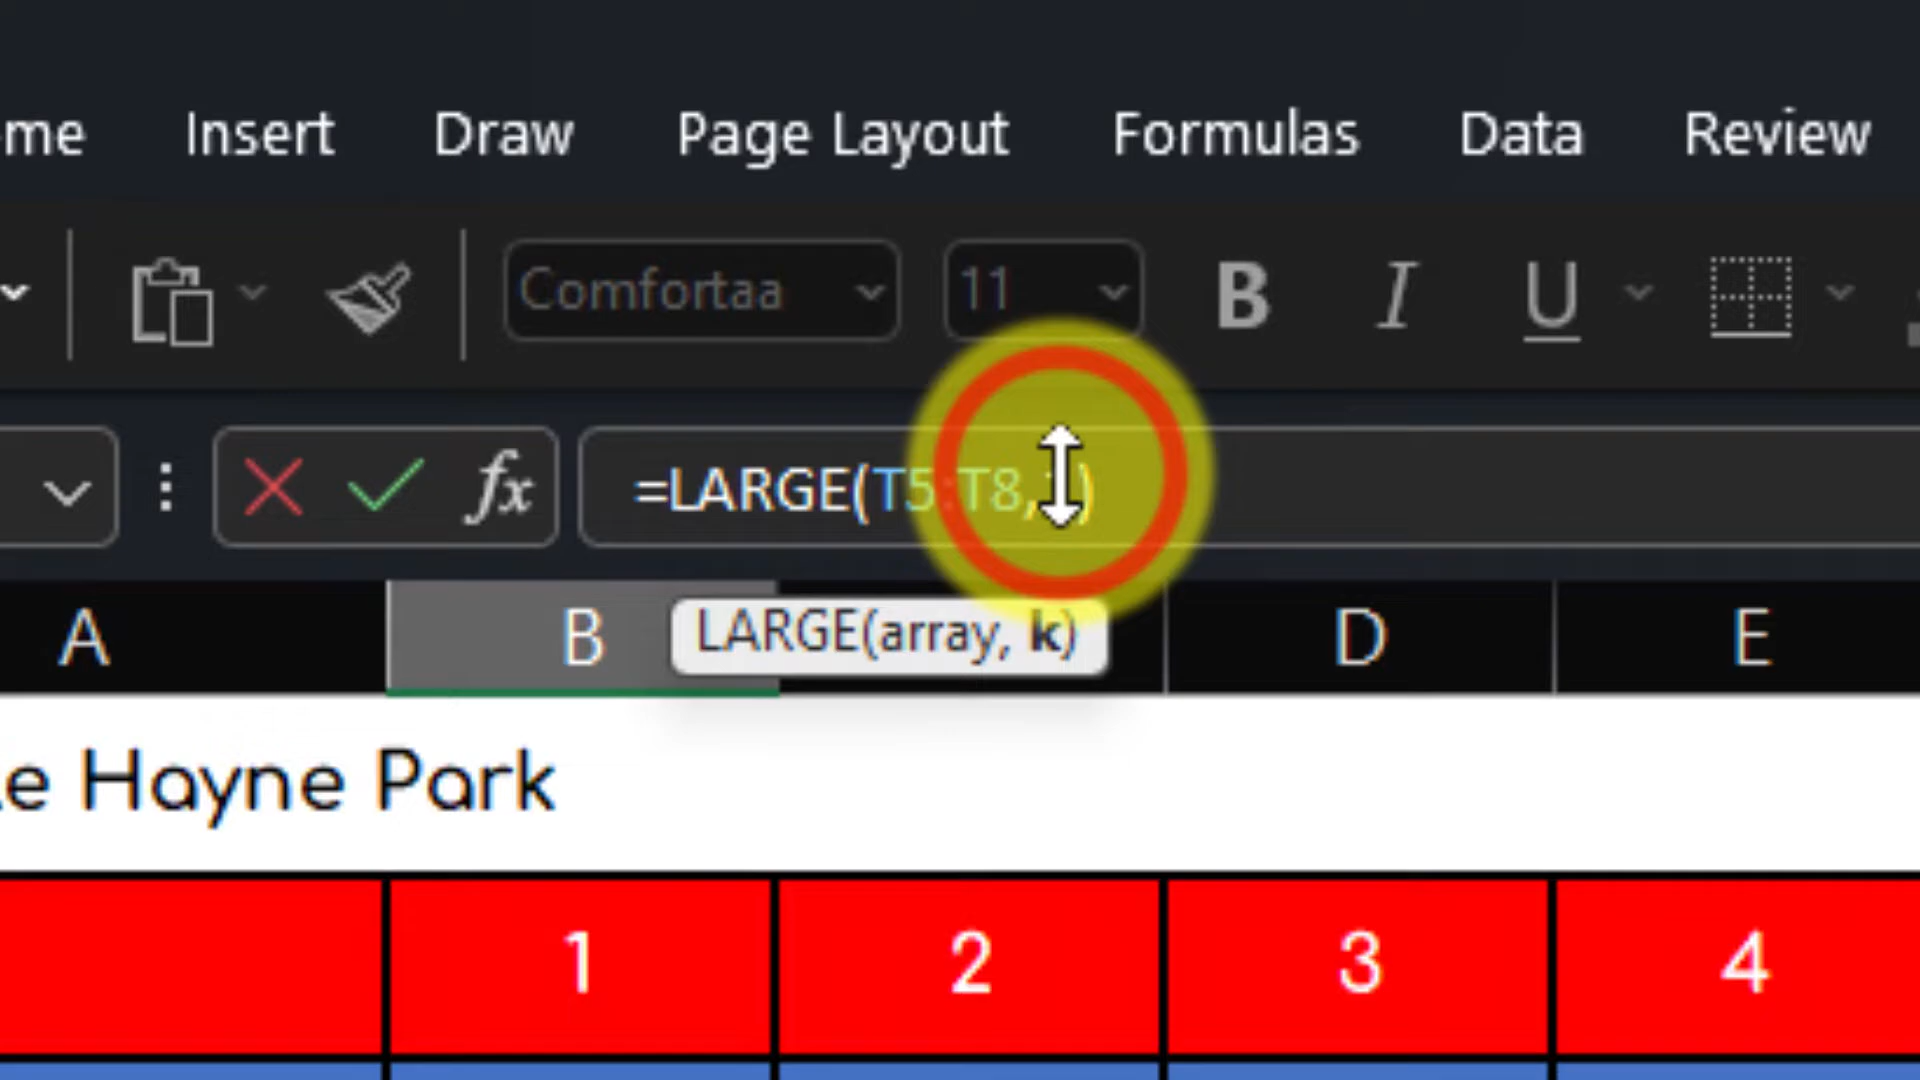 me Insert Draw Page Layout Formulas Data Review
Comfortaa 11 B I U
fx =LARGE(T5:T8, )
A B D E
LARGE(array, k)
e Hayne Park
1 2 3 4